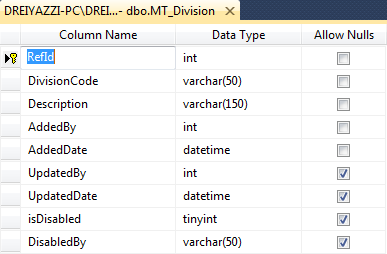 DREIYAZZI-PC\DREI...- dbo.MT_Division
Column Name Data Type Allow Nulls
RefId int
DivisionCode varchar(50)
Description varchar(150)
AddedBy int
AddedDate datetime
UpdatedBy int
UpdatedDate datetime
isDisabled tinyint
DisabledBy varchar(50)